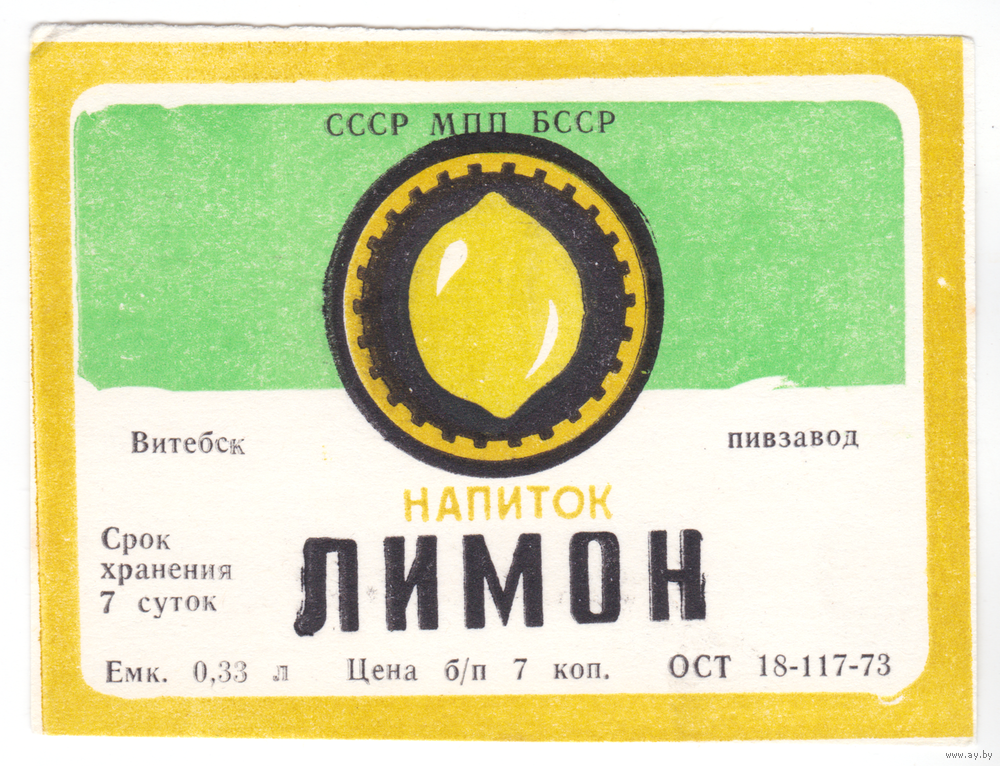 СССР МПП БССР
Витебск
пивзавод
НАПИТОК
ЛИМОН
Срок
хранения
7 суток
Емк. 0,33 л Цена б/п 7 коп. ОСТ 18-117-73
www.ay.by